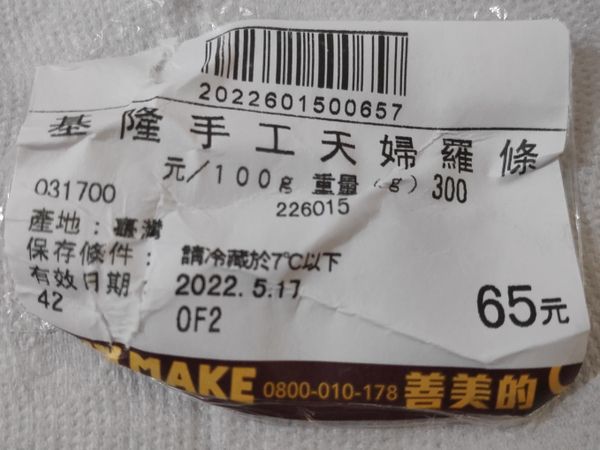 2022601500657
基隆手工天婦羅條
元/100g 重量(g) 300
031700
226015
產地: 臺灣
保存條件: 請冷藏於7℃以下
有效日期: 2022.5.17
42 0F2 65元
MAKE 0800-010-178 善美的